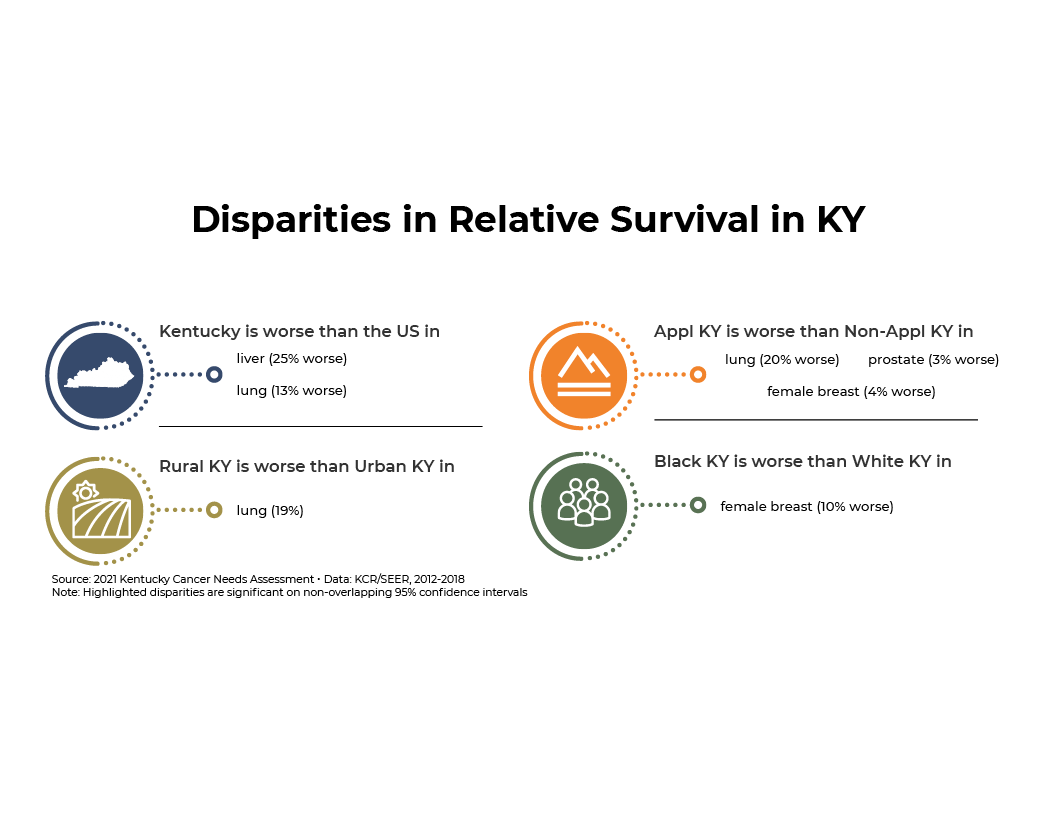 Disparities in Relative Survival in KY
Kentucky is worse than the US in
liver (25% worse)
lung (13% worse)
Appl KY is worse than Non-Appl KY in
lung (20% worse) prostate (3% worse)
female breast (4% worse)
Rural KY is worse than Urban KY in
lung (19%)
Black KY is worse than White KY in
female breast (10% worse)
Source: 2021 Kentucky Cancer Needs Assessment • Data: KCR/SEER, 2012-2018
Note: Highlighted disparities are significant on non-overlapping 95% confidence intervals